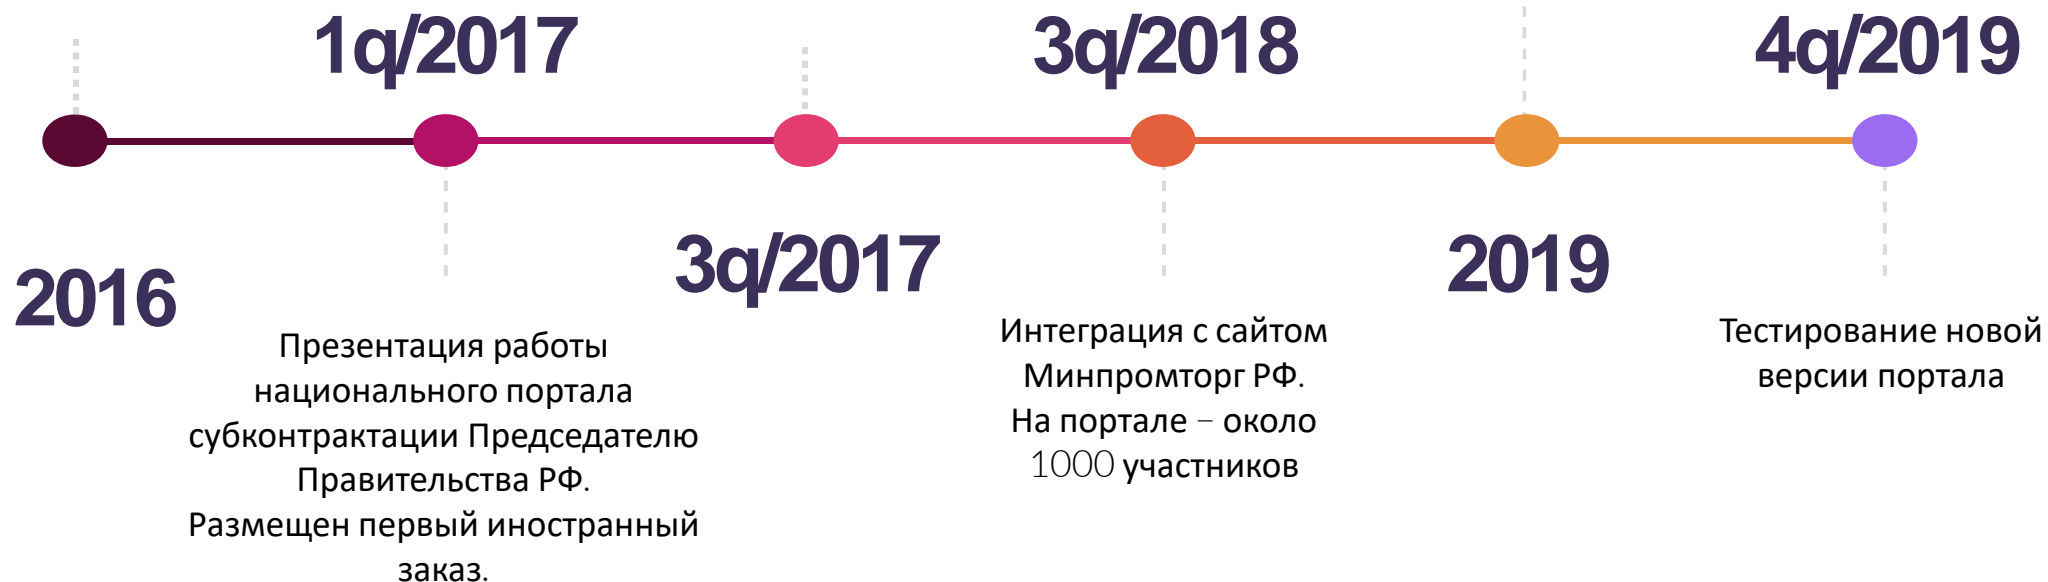 1q/2017
3q/2018
4q/2019
2016
3q/2017
2019
Презентация работы
национального портала
субконтрактации Председателю
Правительства РФ.
Размещен первый иностранный
заказ.
Интеграция с сайтом
Минпромторг РФ.
На портале – около
1000 участников
Тестирование новой
версии портала